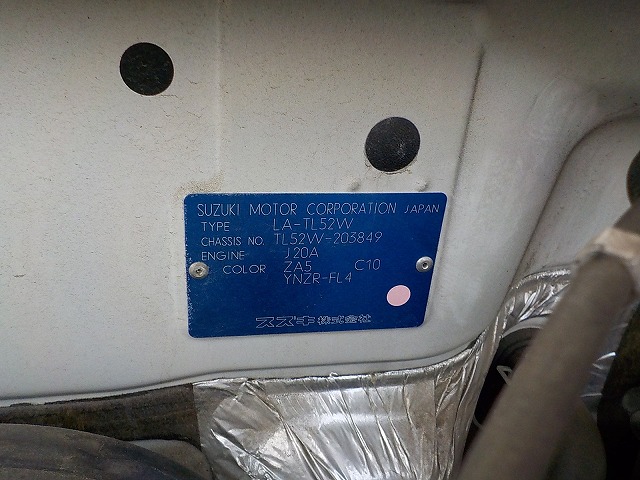 SUZUKI MOTOR CORPORATION JAPAN
TYPE LA-TL52W
CHASSIS NO. TL52W-203849
ENGINE J20A
COLOR ZA5 C10
YNZR-FL4
スズキ株式会社